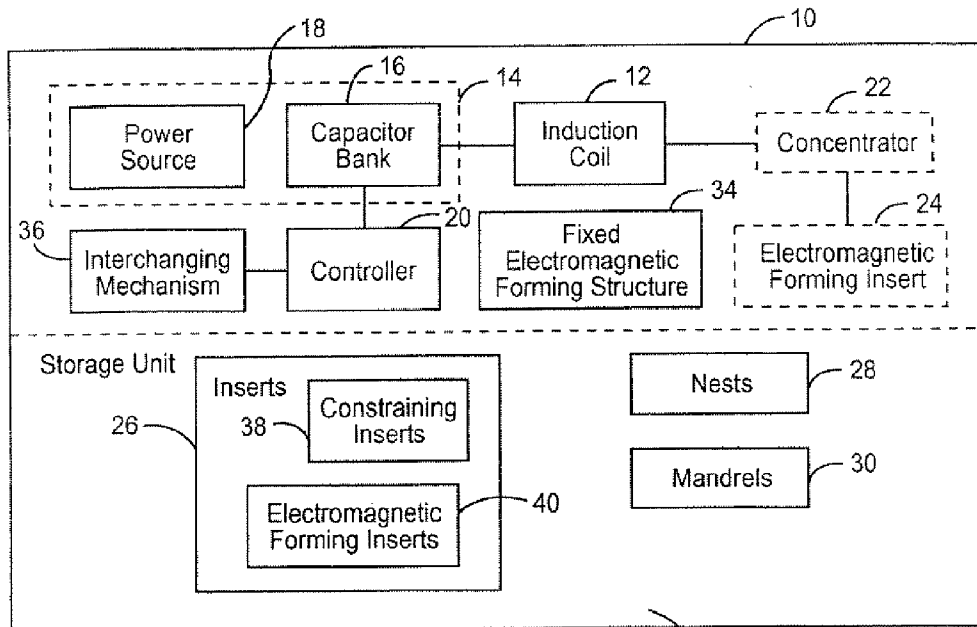 10
18
16
14
12
22
Power
Source
Capacitor
Bank
Induction
Coil
Concentrator
20
34
24
36
Interchanging
Mechanism
Controller
Fixed
Electromagnetic
Forming Structure
Electromagnetic
Forming Insert
Storage Unit
Inserts
26
38
Constraining
Inserts
Nests
28
Mandrels
30
Electromagnetic
Forming Inserts
40